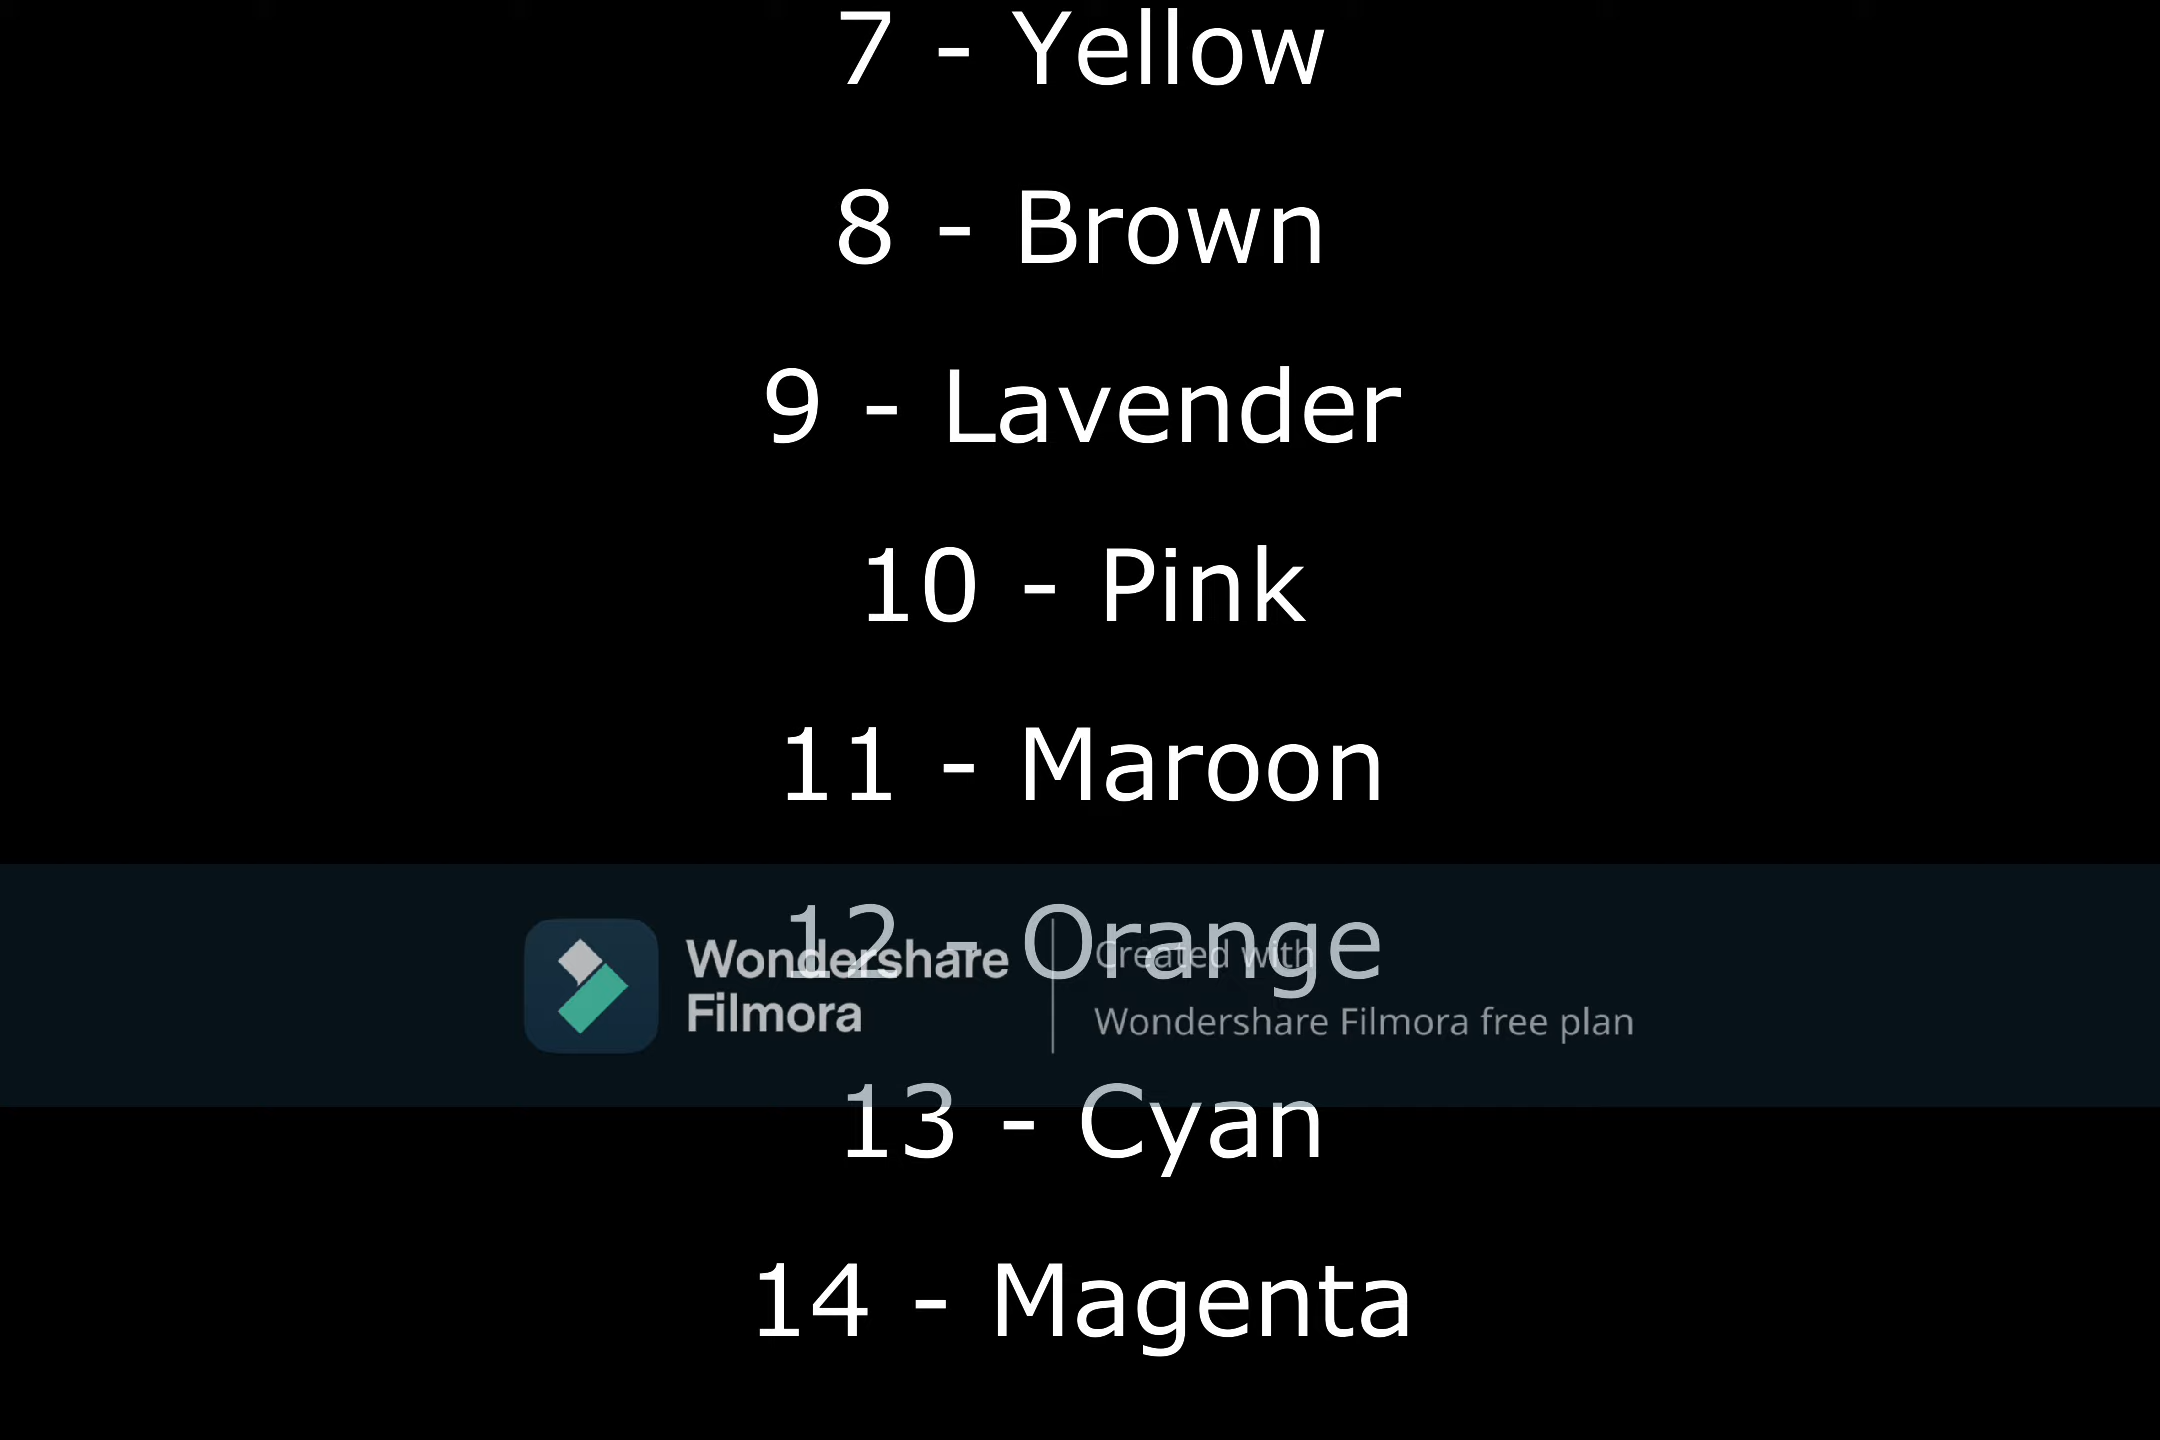 7 - Yellow
8 - Brown
9 - Lavender
10 - Pink
11 - Maroon
12 - Orange
Wondershare
Filmora
Created with
Wondershare Filmora free plan
13 - Cyan
14 - Magenta